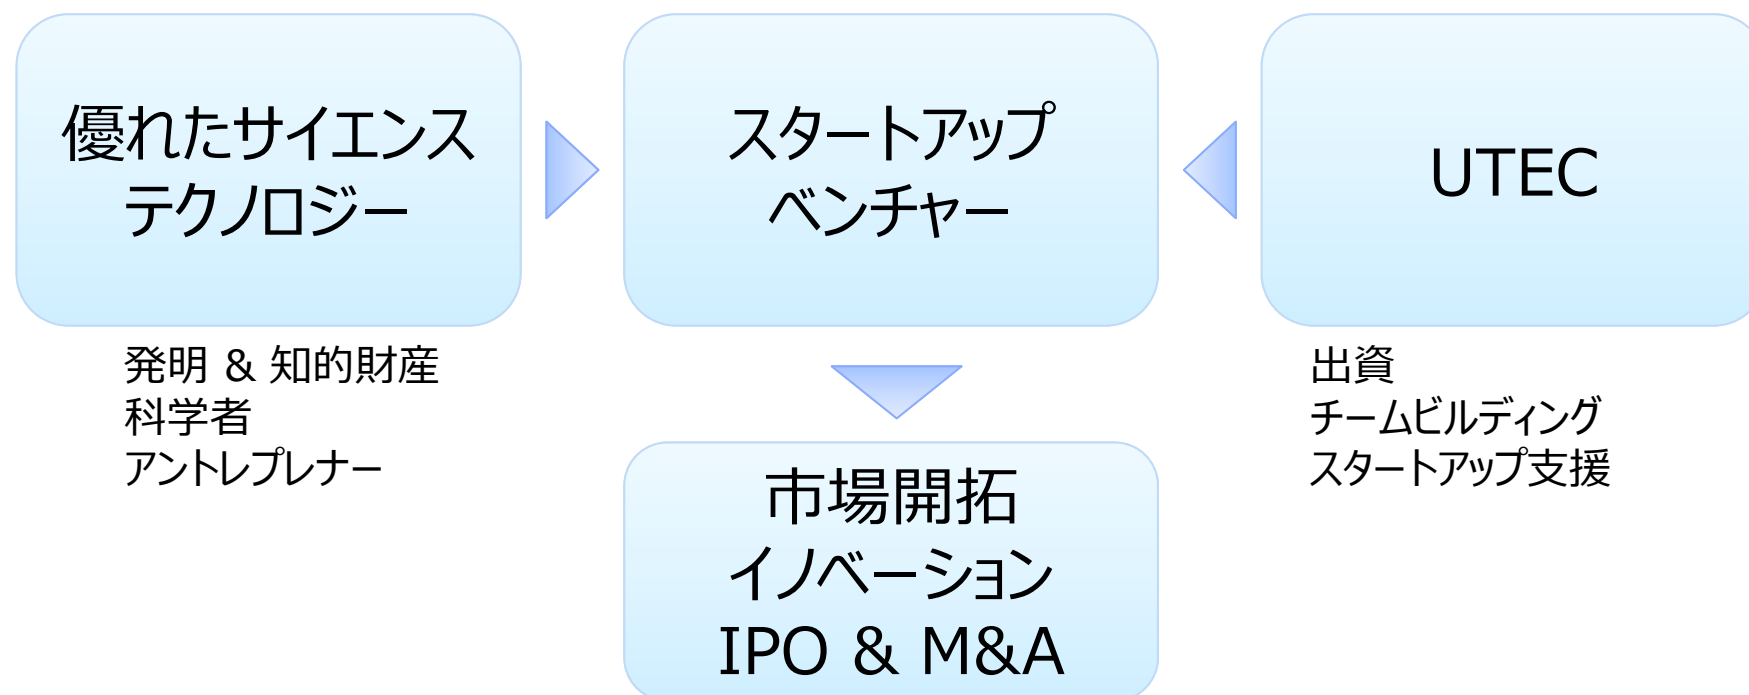 優れたサイエンス
テクノロジー
スタートアップ
ベンチャー
UTEC
発明 & 知的財産
科学者
アントレプレナー
出資
チームビルディング
スタートアップ支援
市場開拓
イノベーション
IPO & M&A